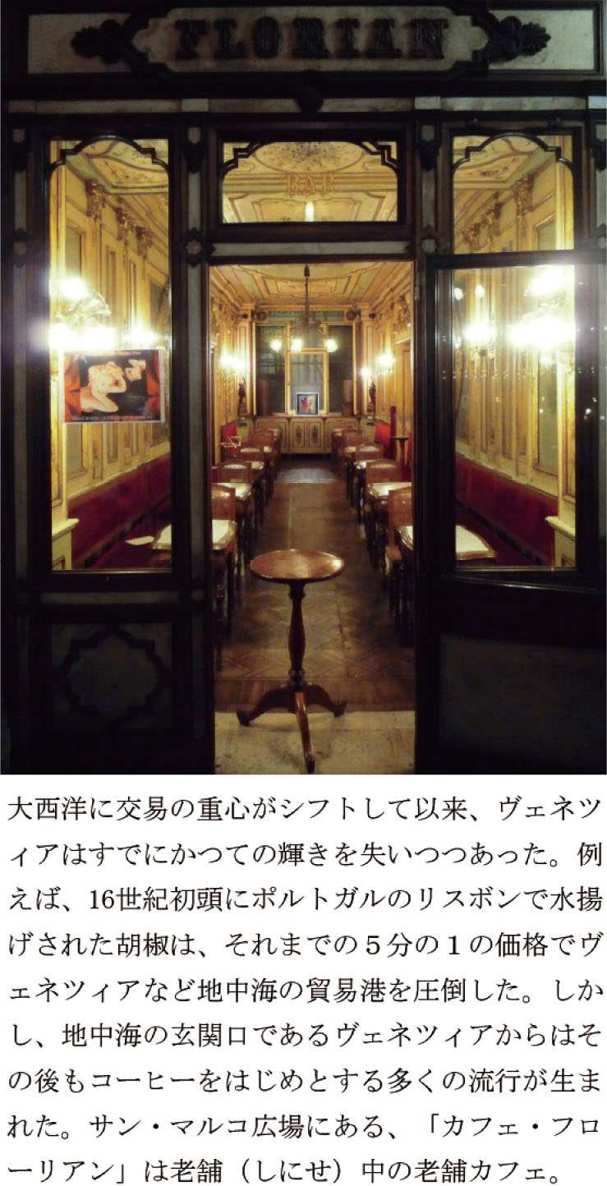 FLORIAN
BAR
大西洋に交易の重心がシフトして以来、ヴェネツ
ィアはすでにかつての輝きを失いつつあった。例
えば、16世紀初頭にポルトガルのリスボンで水揚
げされた胡椒は、それまでの５分の１の価格でヴ
ェネツィアなど地中海の貿易港を圧倒した。しか
し、地中海の玄関口であるヴェネツィアからはそ
の後もコーヒーをはじめとする多くの流行が生ま
れた。サン・マルコ広場にある、「カフェ・フロ
ーリアン」は老舗（しにせ）中の老舗カフェ。